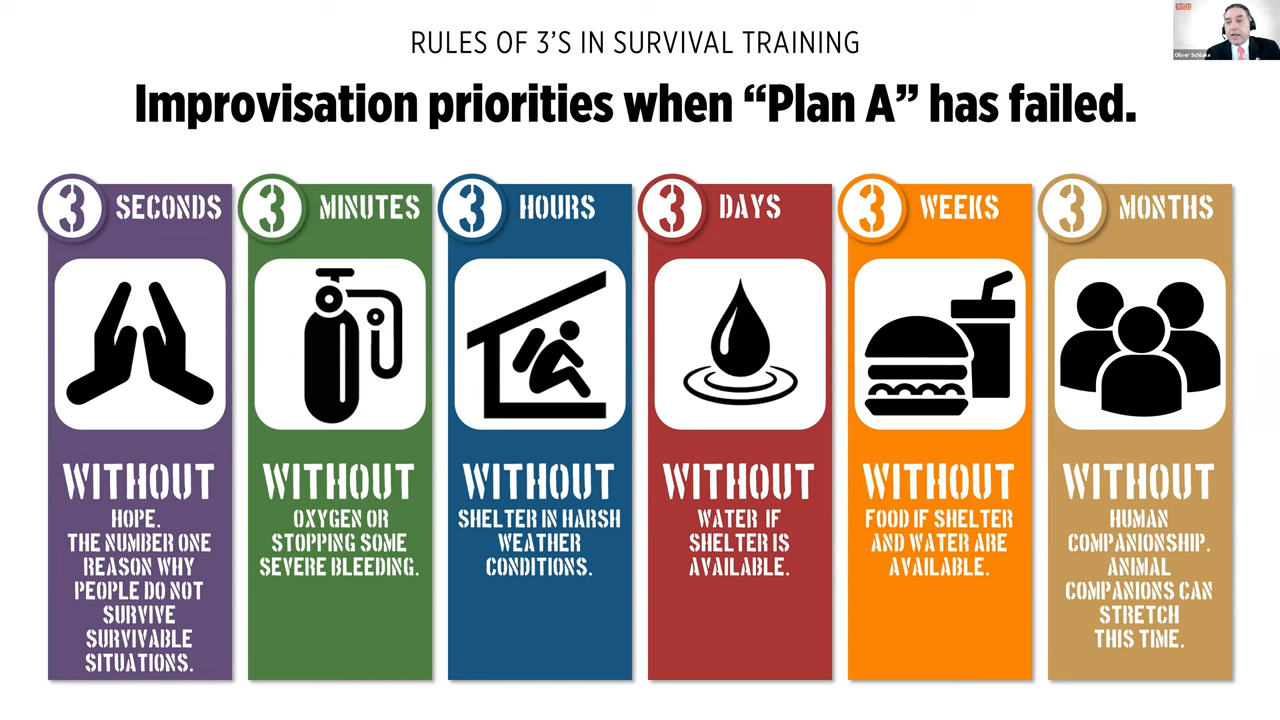 RULES OF 3'S IN SURVIVAL TRAINING
Improvisation priorities when “Plan A” has failed.
3 SECONDS
WITHOUT
HOPE.
THE NUMBER ONE
REASON WHY
PEOPLE DO NOT
SURVIVE
SURVIVABLE
SITUATIONS.
3 MINUTES
WITHOUT
OXYGEN OR
STOPPING SOME
SEVERE BLEEDING.
3 HOURS
WITHOUT
SHELTER IN HARSH
WEATHER
CONDITIONS.
3 DAYS
WITHOUT
WATER IF
SHELTER IS
AVAILABLE.
3 WEEKS
WITHOUT
FOOD IF SHELTER
AND WATER ARE
AVAILABLE.
3 MONTHS
WITHOUT
HUMAN
COMPANIONSHIP.
ANIMAL
COMPANIONS CAN
STRETCH
THIS TIME.
Oliver Schlake